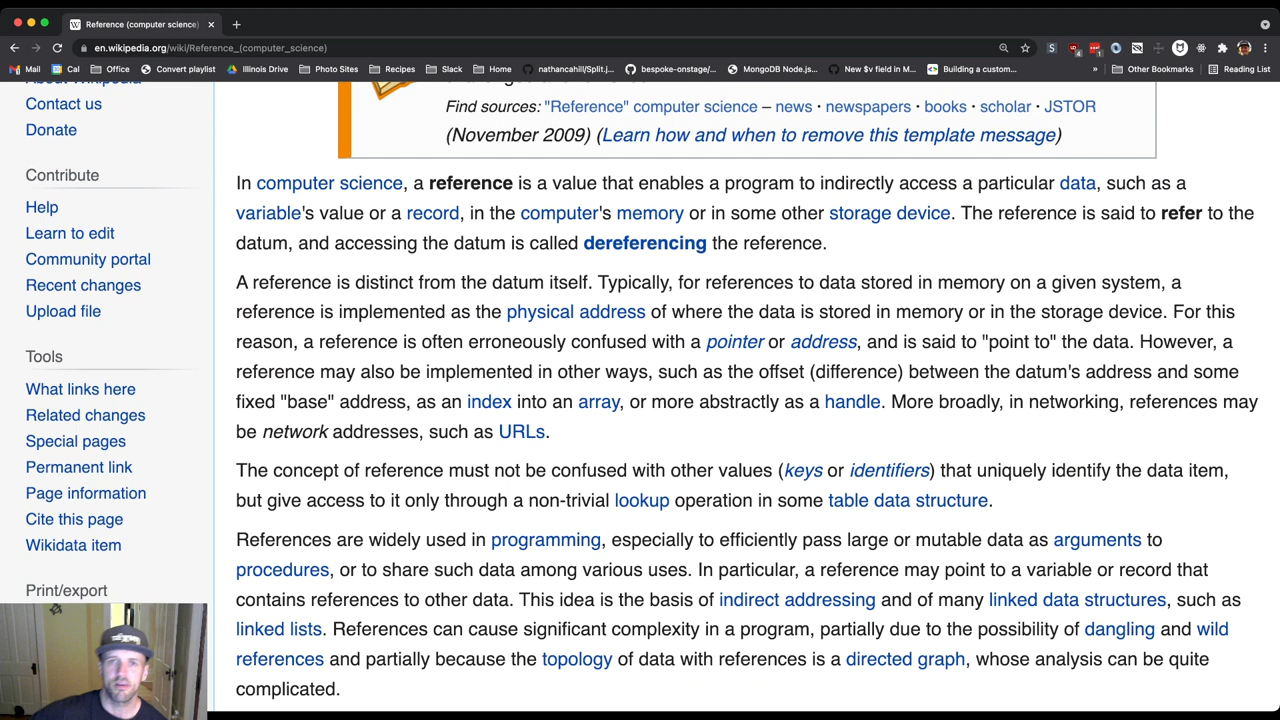 Reference (computer science)
en.wikipedia.org/wiki/Reference_(computer_science)
Mail
Cal
Office
Convert playlist
Illinois Drive
Photo Sites
Recipes
Slack
Home
nathancahill/Split.j...
bespoke-onstage/...
MongoDB Node.js...
New $v field in M...
Building a custom...
»
Other Bookmarks
Reading List
Contact us
Donate
Contribute
Help
Learn to edit
Community portal
Recent changes
Upload file
Tools
What links here
Related changes
Special pages
Permanent link
Page information
Cite this page
Wikidata item
Print/export
Find sources: "Reference" computer science – news · newspapers · books · scholar · JSTOR
(November 2009) (Learn how and when to remove this template message)
In computer science, a reference is a value that enables a program to indirectly access a particular data, such as a
variable's value or a record, in the computer's memory or in some other storage device. The reference is said to refer to the
datum, and accessing the datum is called dereferencing the reference.
A reference is distinct from the datum itself. Typically, for references to data stored in memory on a given system, a
reference is implemented as the physical address of where the data is stored in memory or in the storage device. For this
reason, a reference is often erroneously confused with a pointer or address, and is said to "point to" the data. However, a
reference may also be implemented in other ways, such as the offset (difference) between the datum's address and some
fixed "base" address, as an index into an array, or more abstractly as a handle. More broadly, in networking, references may
be network addresses, such as URLs.
The concept of reference must not be confused with other values (keys or identifiers) that uniquely identify the data item,
but give access to it only through a non-trivial lookup operation in some table data structure.
References are widely used in programming, especially to efficiently pass large or mutable data as arguments to
procedures, or to share such data among various uses. In particular, a reference may point to a variable or record that
contains references to other data. This idea is the basis of indirect addressing and of many linked data structures, such as
linked lists. References can cause significant complexity in a program, partially due to the possibility of dangling and wild
references and partially because the topology of data with references is a directed graph, whose analysis can be quite
complicated.